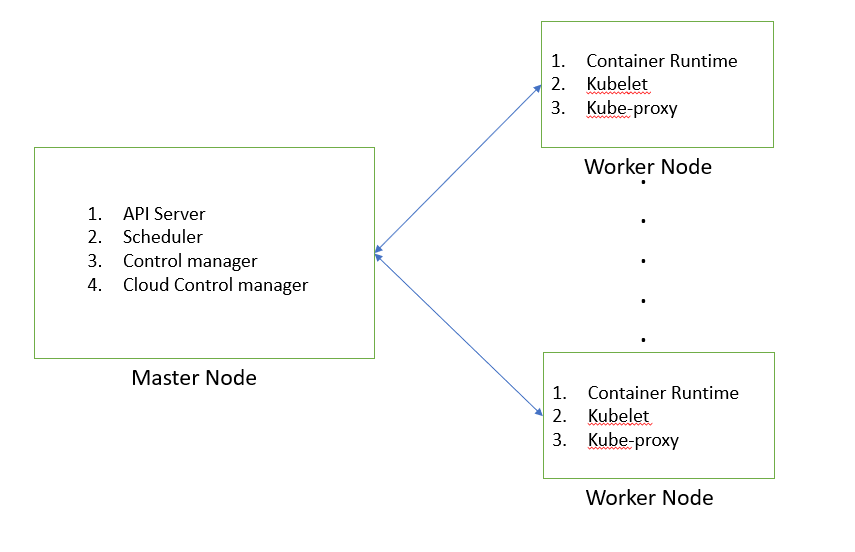 1. API Server
2. Scheduler
3. Control manager
4. Cloud Control manager
Master Node
1. Container Runtime
2. Kubelet
3. Kube-proxy
Worker Node
1. Container Runtime
2. Kubelet
3. Kube-proxy
Worker Node